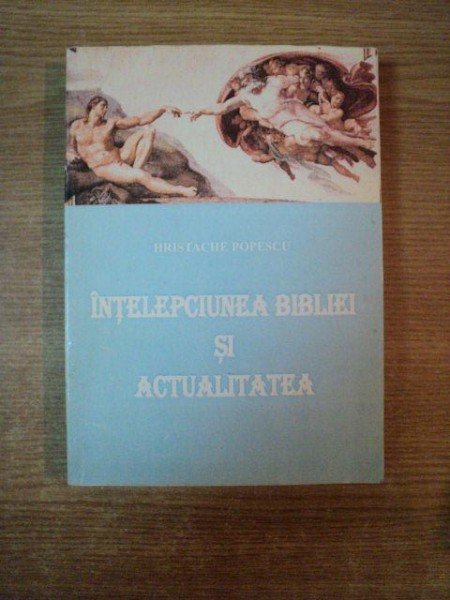 HRISTACHE POPESCU
ÎNȚELEPCIUNEA BIBLIEI
ȘI
ACTUALITATEA